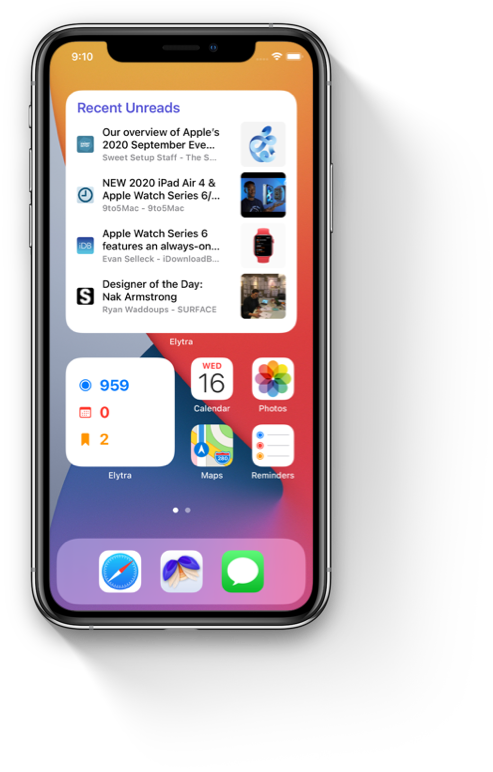 9:10
Recent Unreads
Our overview of Apple's
2020 September Eve...
Sweet Setup Staff - The S...
NEW 2020 iPad Air 4 &
Apple Watch Series 6/...
9to5Mac - 9to5Mac
iDB
Apple Watch Series 6
features an always-on...
Evan Selleck - iDownloadB...
S
Designer of the Day:
Nak Armstrong
Ryan Waddoups - SURFACE
Elytra
959
0
2
Elytra
WED
16
Calendar
Photos
280
Maps
Reminders